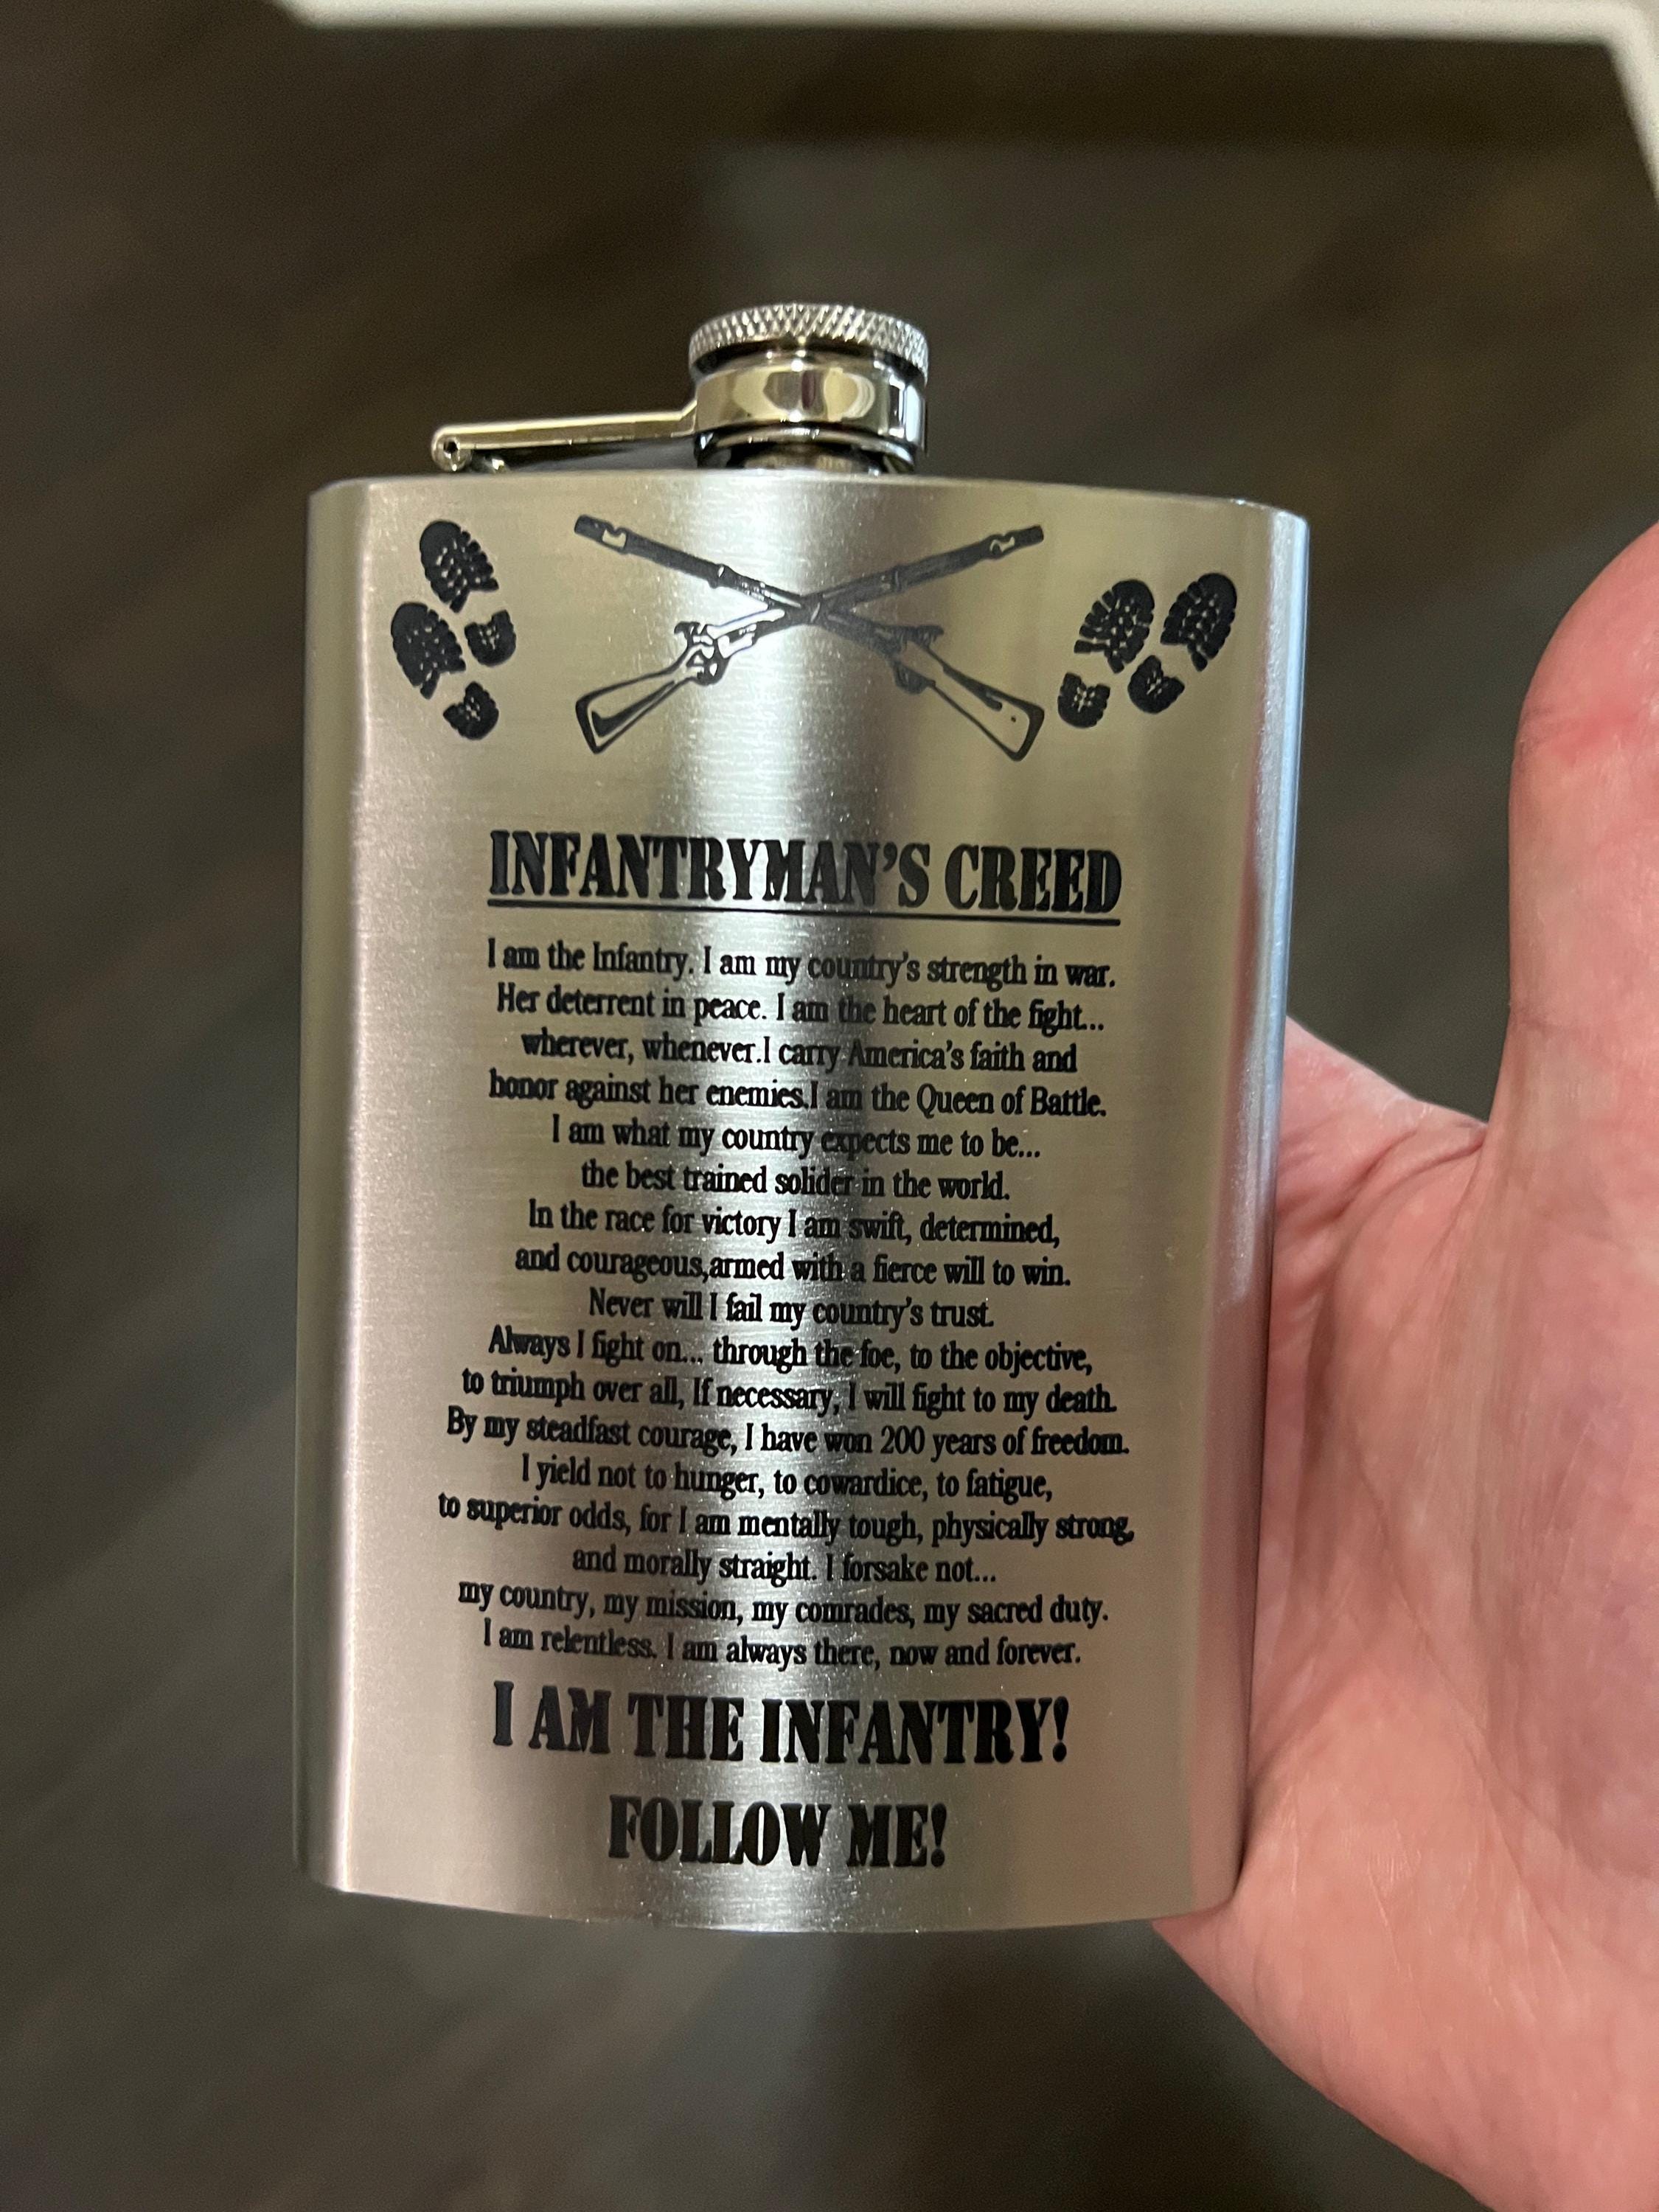 INFANTRYMAN'S CREED
I am the Infantry. I am my country's strength in war.
Her deterrent in peace. I am the heart of the fight...
wherever, whenever.I carry America's faith and
honor against her enemies.I am the Queen of Battle.
I am what my country expects me to be...
the best trained solider in the world.
In the race for victory I am swift, determined,
and courageous,armed with a fierce will to win.
Never will I fail my country's trust.
Always I fight on... through the foe, to the objective,
to triumph over all, If necessary, I will fight to my death.
By my steadfast courage, I have won 200 years of freedom.
I yield not to hunger, to cowardice, to fatigue,
to superior odds, for I am mentally tough, physically strong,
and morally straight. I forsake not...
my country, my mission, my comrades, my sacred duty.
I am relentless. I am always there, now and forever.
I AM THE INFANTRY!
FOLLOW ME!